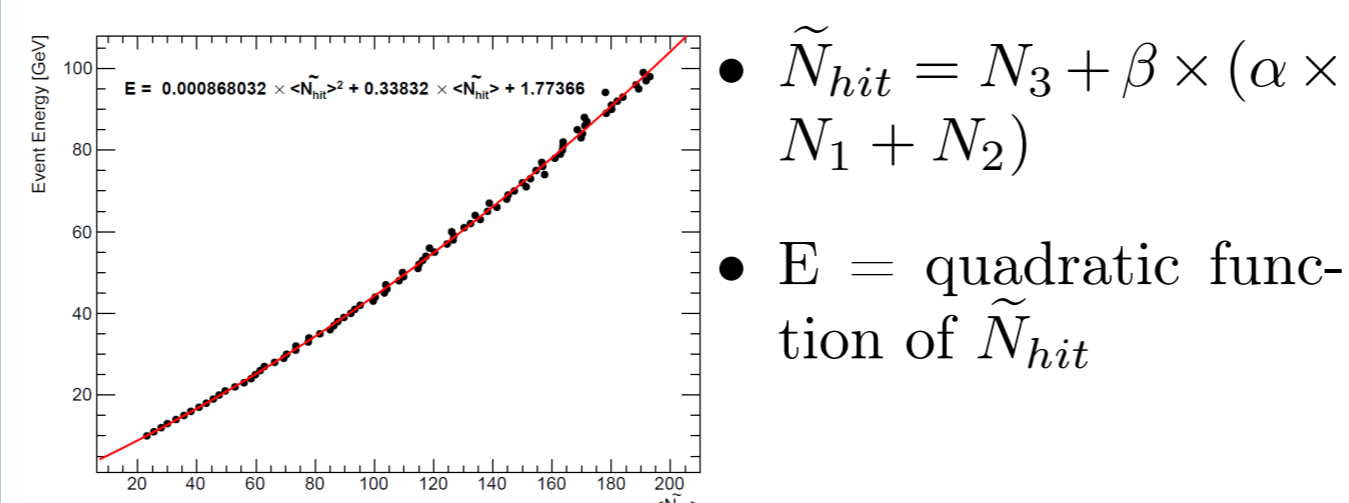 Event Energy [GeV]
100
80
60
40
20
E = 0.000868032 × <Ñhit>² + 0.33832 × <Ñhit> + 1.77366
20 40 60 80 100 120 140 160 180 200
• Ñhit = N3 + β × (α ×
N1 + N2)
• E = quadratic func-
tion of Ñhit